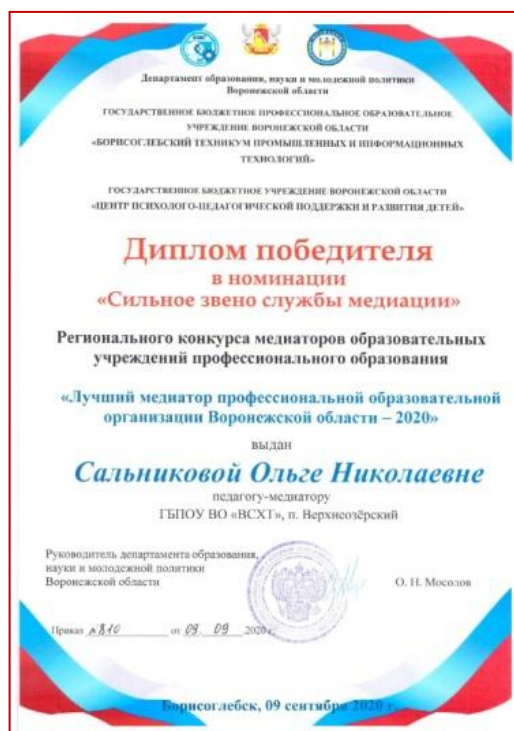 Департамент образования, науки и молодежной политики
Воронежской области
ГОСУДАРСТВЕННОЕ БЮДЖЕТНОЕ ПРОФЕССИОНАЛЬНОЕ ОБРАЗОВАТЕЛЬНОЕ
УЧРЕЖДЕНИЕ ВОРОНЕЖСКОЙ ОБЛАСТИ
«БОРИСОГЛЕБСКИЙ ТЕХНИКУМ ПРОМЫШЛЕННЫХ И ИНФОРМАЦИОННЫХ
ТЕХНОЛОГИЙ»
ГОСУДАРСТВЕННОЕ БЮДЖЕТНОЕ УЧРЕЖДЕНИЕ ВОРОНЕЖСКОЙ ОБЛАСТИ
«ЦЕНТР ПСИХОЛОГО-ПЕДАГОГИЧЕСКОЙ ПОДДЕРЖКИ И РАЗВИТИЯ ДЕТЕЙ»
Диплом победителя
в номинации
«Сильное звено службы медиации»
Регионального конкурса медиаторов образовательных
учреждений профессионального образования
«Лучший медиатор профессиональной образовательной
организации Воронежской области – 2020»
выдан
Сальниковой Ольге Николаевне
педагогу-медиатору
ГБПОУ ВО «ВСХТ», п. Верхнеозёрский
Руководитель департамента образования,
науки и молодежной политики
Воронежской области О. Н. Мосолов
Приказ №810 от 09. 09 2020 г.
Борисоглебск, 09 сентября 2020 г.